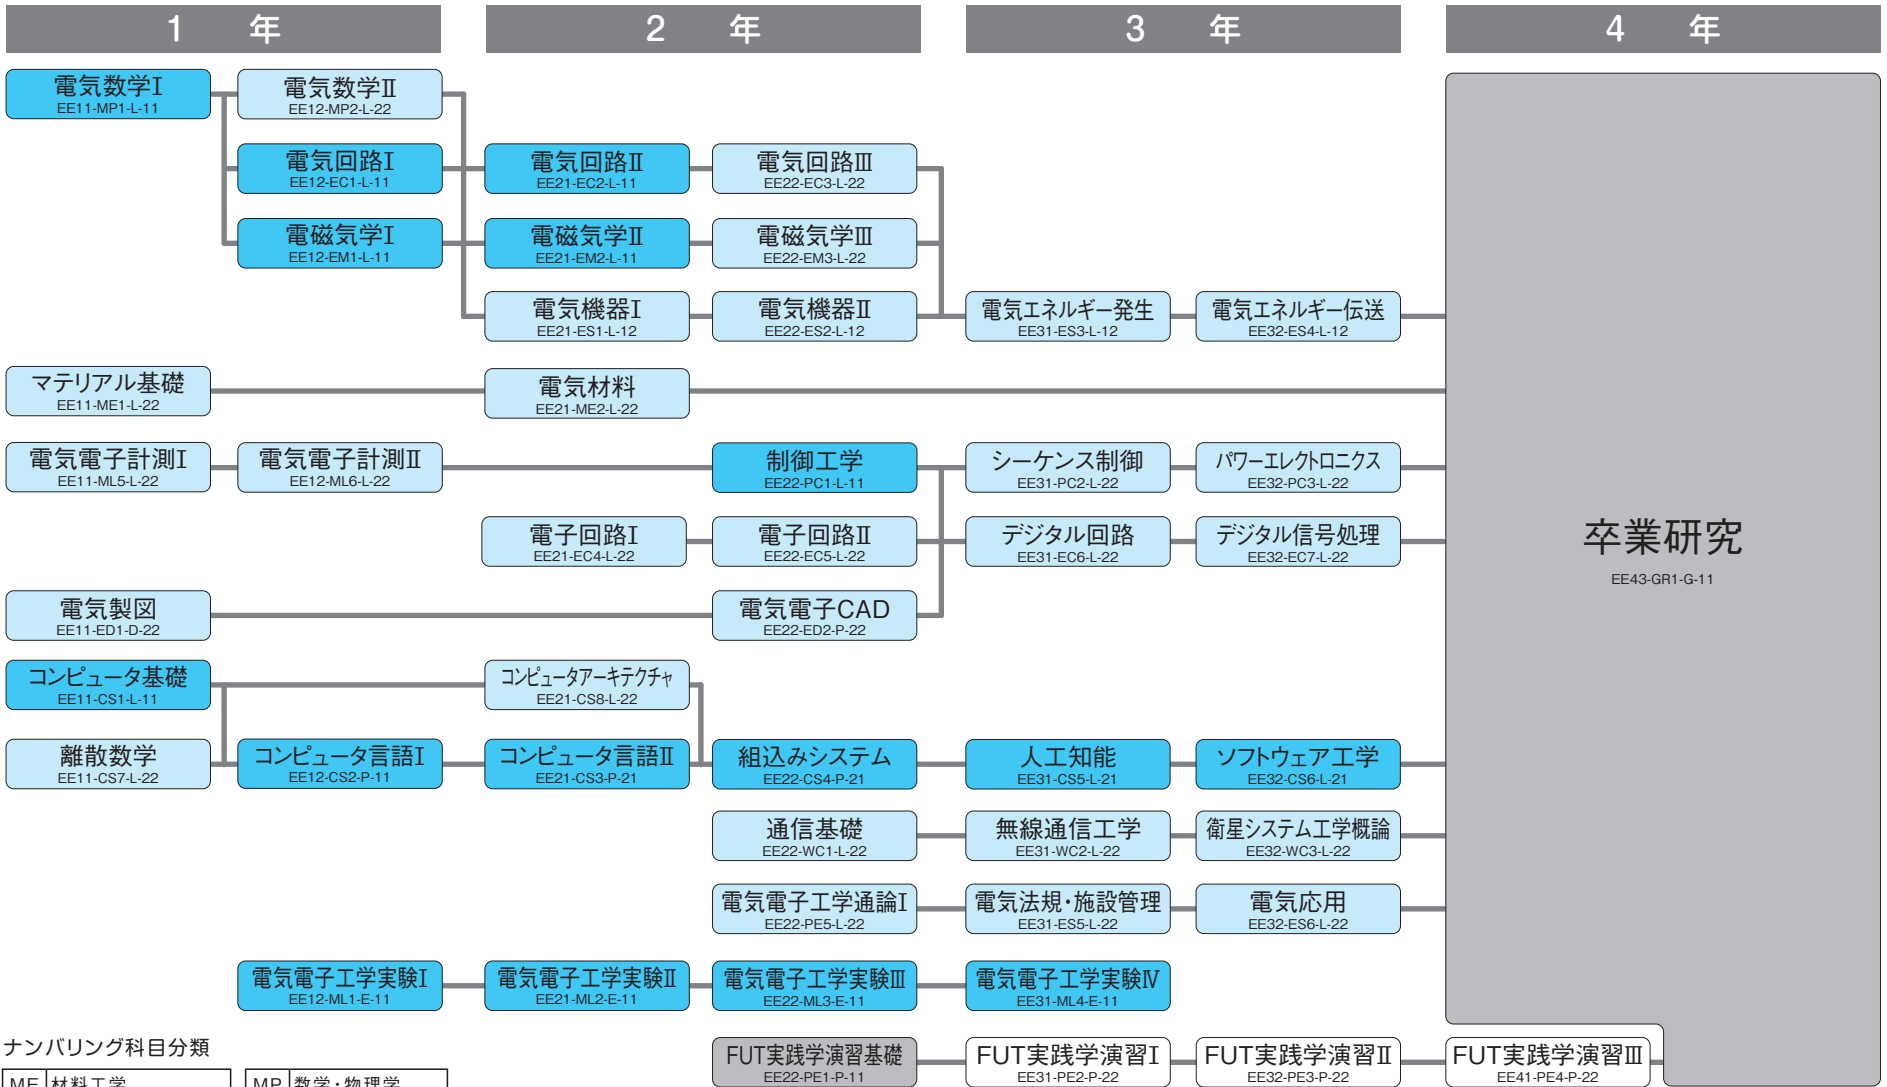 1 年
2 年
3 年
4 年
電気数学Ⅰ
EE11-MP1-L-11
電気数学Ⅱ
EE12-MP2-L-22
電気回路Ⅰ
EE12-EC1-L-11
電気回路Ⅱ
EE21-EC2-L-11
電気回路Ⅲ
EE22-EC3-L-22
電磁気学Ⅰ
EE12-EM1-L-11
電磁気学Ⅱ
EE21-EM2-L-11
電磁気学Ⅲ
EE22-EM3-L-22
電気機器Ⅰ
EE21-ES1-L-12
電気機器Ⅱ
EE22-ES2-L-12
電気エネルギー発生
EE31-ES3-L-12
電気エネルギー伝送
EE32-ES4-L-12
マテリアル基礎
EE11-ME1-L-22
電気材料
EE21-ME2-L-22
電気電子計測Ⅰ
EE11-ML5-L-22
電気電子計測Ⅱ
EE12-ML6-L-22
制御工学
EE22-PC1-L-11
シーケンス制御
EE31-PC2-L-22
パワーエレクトロニクス
EE32-PC3-L-22
電子回路Ⅰ
EE21-EC4-L-22
電子回路Ⅱ
EE22-EC5-L-22
デジタル回路
EE31-EC6-L-22
デジタル信号処理
EE32-EC7-L-22
卒業研究
EE43-GR1-G-11
電気製図
EE11-ED1-D-22
電気電子CAD
EE22-ED2-P-22
コンピュータ基礎
EE11-CS1-L-11
コンピュータアーキテクチャ
EE21-CS8-L-22
離散数学
EE11-CS7-L-22
コンピュータ言語Ⅰ
EE12-CS2-P-11
コンピュータ言語Ⅱ
EE21-CS3-P-21
組込みシステム
EE22-CS4-P-21
人工知能
EE31-CS5-L-21
ソフトウェア工学
EE32-CS6-L-21
通信基礎
EE22-WC1-L-22
無線通信工学
EE31-WC2-L-22
衛星システム工学概論
EE32-WC3-L-22
電気電子工学通論Ⅰ
EE22-PE5-L-22
電気法規・施設管理
EE31-ES5-L-22
電気応用
EE32-ES6-L-22
電気電子工学実験Ⅰ
EE12-ML1-E-11
電気電子工学実験Ⅱ
EE21-ML2-E-11
電気電子工学実験Ⅲ
EE22-ML3-E-11
電気電子工学実験Ⅳ
EE31-ML4-E-11
FUT実践学演習基礎
EE22-PE1-P-11
FUT実践学演習Ⅰ
EE31-PE2-P-22
FUT実践学演習Ⅱ
EE32-PE3-P-22
FUT実践学演習Ⅲ
EE41-PE4-P-22
ナンバリング科目分類
ME 材料工学
MP 数学・物理学